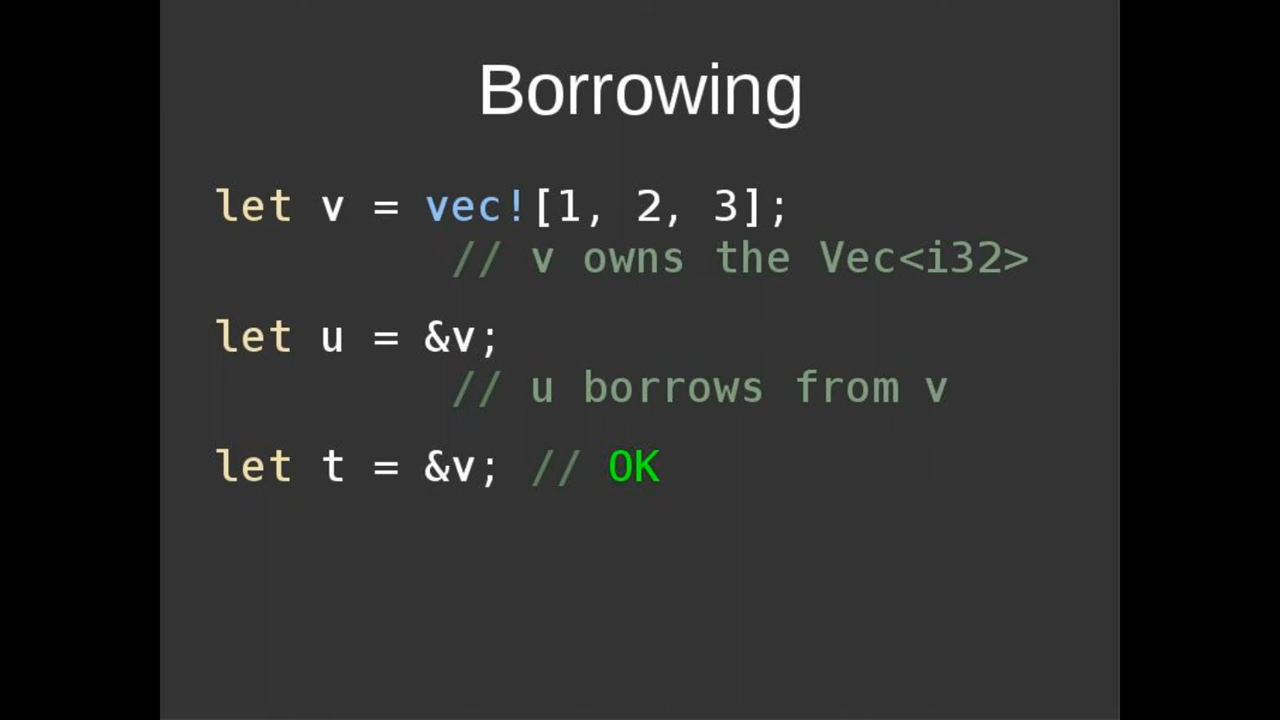 Borrowing
let v = vec![1, 2, 3];
// v owns the Vec<i32>
let u = &v;
// u borrows from v
let t = &v; // OK